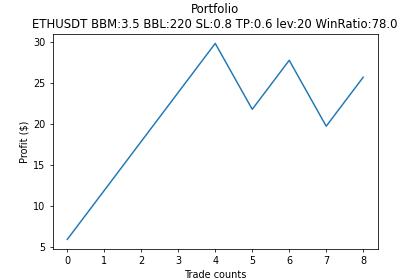 Portfolio
ETHUSDT BBM:3.5 BBL:220 SL:0.8 TP:0.6 lev:20 WinRatio:78.0
30
25
20
15
10
5
Profit ($)
0 1 2 3 4 5 6 7 8
Trade counts